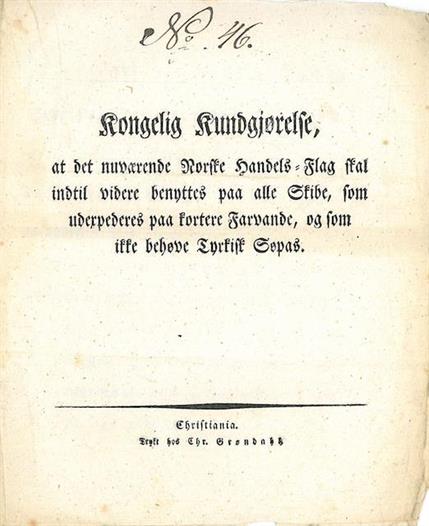 No. 46.
Kongelig Kundgjørelse,
at det nuværende Norske Handels-Flag skal
indtil videre benyttes paa alle Skibe, som
udexpederes paa kortere Farvande, og som
ikke behøve Tyrkisk Søpas.
Christiania.
Trykt hos Chr. Grøndahl